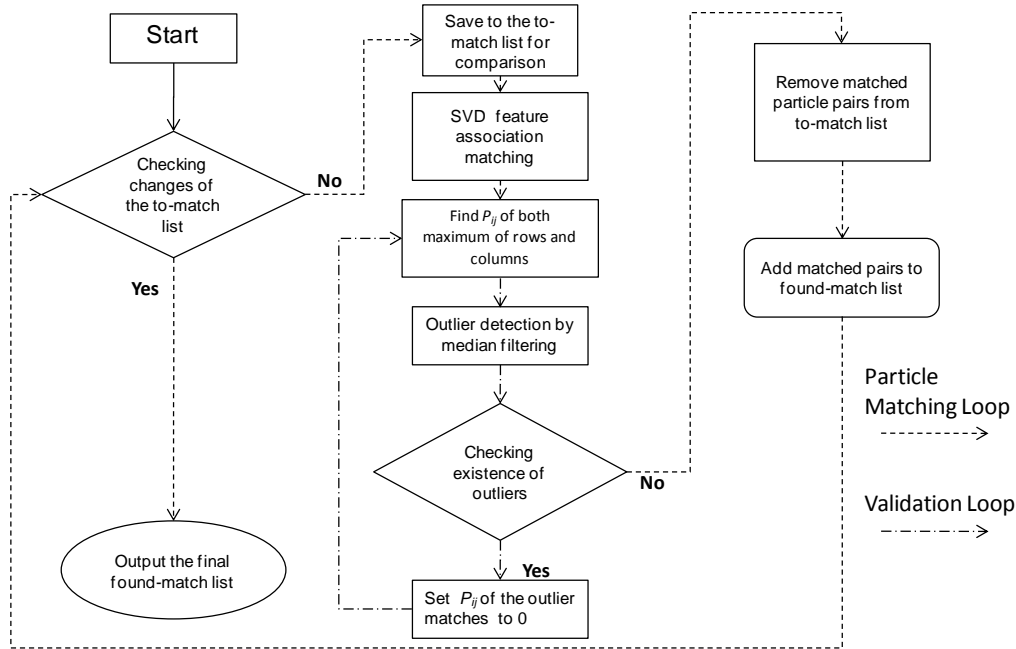 Start
Checking
changes of
the to-match
list
No
Yes
Output the final
found-match list
Save to the to-
match list for
comparison
SVD feature
association
matching
Find Pij of both
maximum of rows and
columns
Outlier detection by
median filtering
Checking
existence of
outliers
No
Yes
Set Pij of the outlier
matches to 0
Remove matched
particle pairs from
to-match list
Add matched pairs to
found-match list
Particle
Matching Loop
Validation Loop